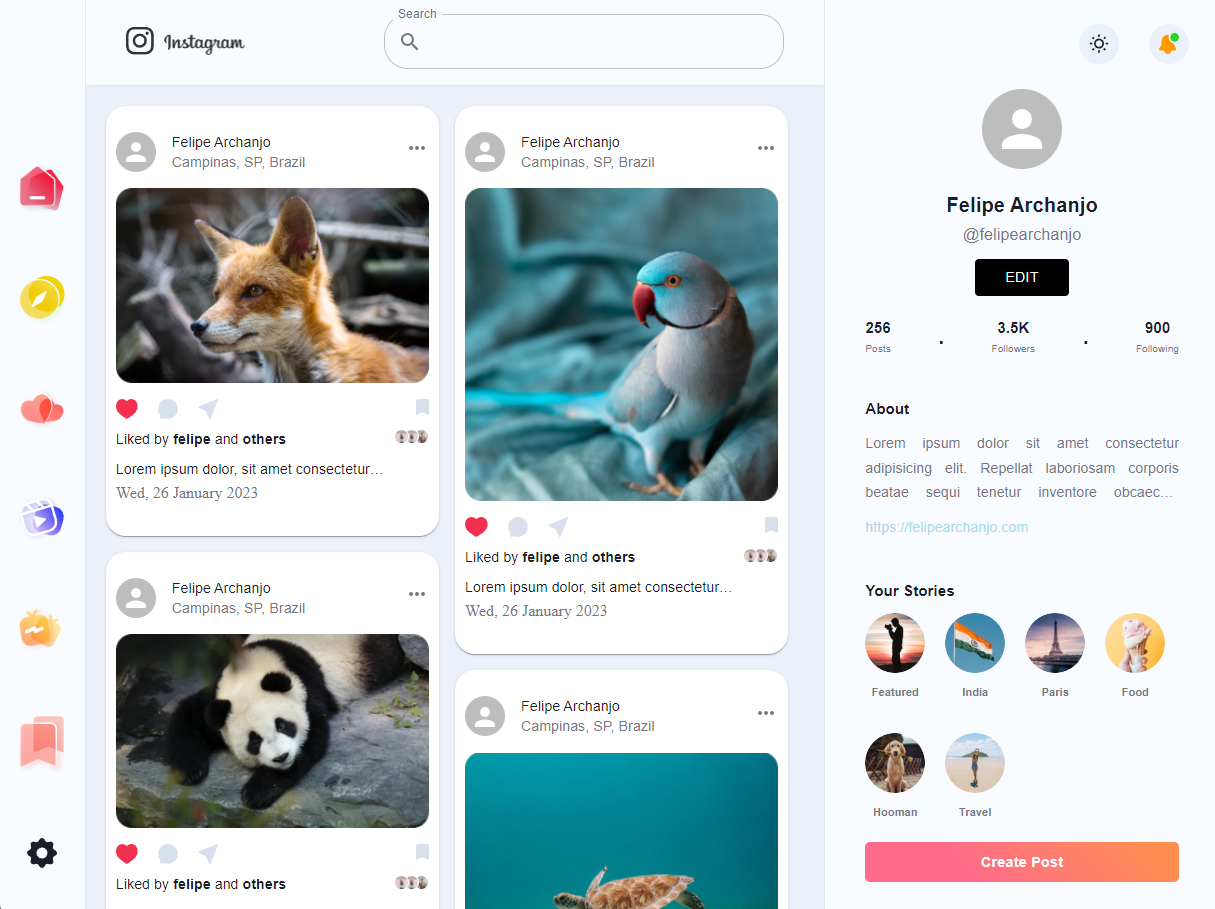 Instagram
Search
Felipe Archanjo
Campinas, SP, Brazil
Liked by felipe and others
Lorem ipsum dolor, sit amet consectetur…
Wed, 26 January 2023
Felipe Archanjo
Campinas, SP, Brazil
Liked by felipe and others
Felipe Archanjo
Campinas, SP, Brazil
Liked by felipe and others
Lorem ipsum dolor, sit amet consectetur…
Wed, 26 January 2023
Felipe Archanjo
Campinas, SP, Brazil
Felipe Archanjo
@felipearchanjo
EDIT
256 3.5K 900
Posts Followers Following
About
Lorem ipsum dolor sit amet consectetur
adipisicing elit. Repellat laboriosam corporis
beatae sequi tenetur inventore obcaec…
https://felipearchanjo.com
Your Stories
Featured India Paris Food
Hooman Travel
Create Post